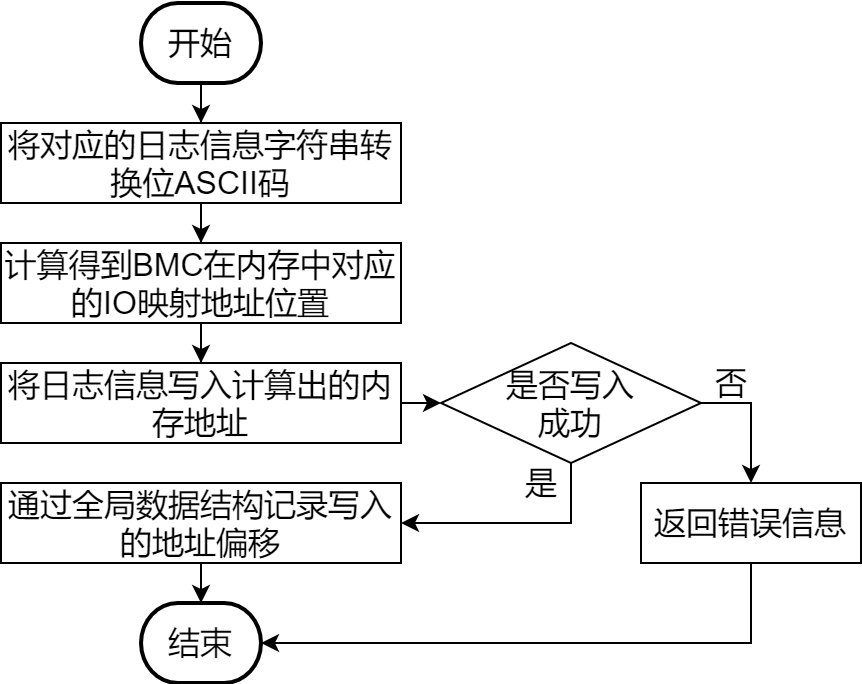 开始
将对应的日志信息字符串转
换位ASCII码
计算得到BMC在内存中对应
的IO映射地址位置
将日志信息写入计算出的内
存地址
是否写入
成功
否
是
通过全局数据结构记录写入
的地址偏移
返回错误信息
结束